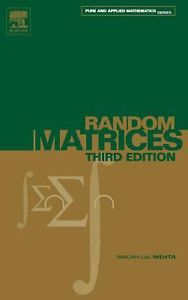 ELSEVIER
PURE AND APPLIED MATHEMATICS
SERIES
RANDOM
MATRICES
THIRD EDITION
MADAN LAL MEHTA